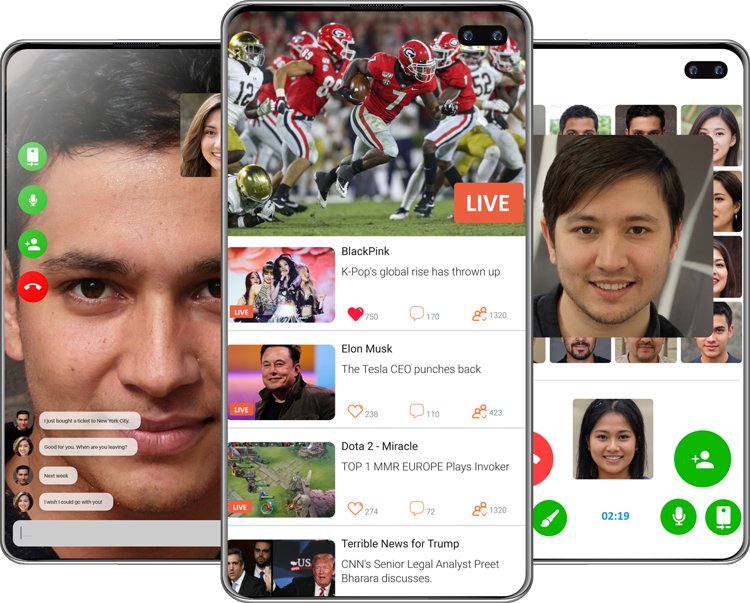 I just bought a ticket to New York City.
Good for you. When are you leaving?
Next week
I wish I could go with you!
LIVE
BlackPink
K-Pop's global rise has thrown up
LIVE
750 170 1320
Elon Musk
The Tesla CEO punches back
LIVE
238 110 423
Dota 2 - Miracle
TOP 1 MMR EUROPE Plays Invoker
LIVE
274 72 1320
Terrible News for Trump
CNN's Senior Legal Analyst Preet
Bharara discusses.
02:19